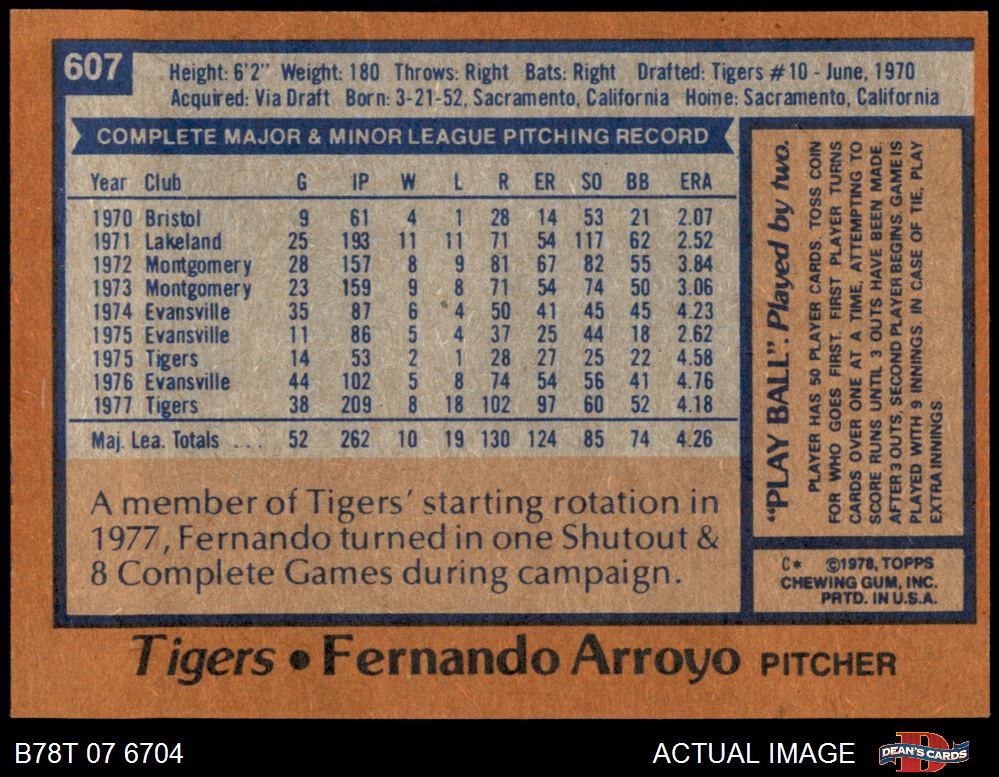 607
Height: 6'2" Weight: 180 Throws: Right Bats: Right Drafted: Tigers #10 - June, 1970
Acquired: Via Draft Born: 3-21-52, Sacramento, California Home: Sacramento, California
COMPLETE MAJOR & MINOR LEAGUE PITCHING RECORD
Year Club G IP W L R ER SO BB ERA
1970 Bristol 9 61 4 1 28 14 53 21 2.07
1971 Lakeland 25 193 11 11 71 54 117 62 2.52
1972 Montgomery 28 157 8 9 81 67 82 55 3.84
1973 Montgomery 23 159 9 8 71 54 74 50 3.06
1974 Evansville 35 87 6 4 50 41 45 45 4.23
1975 Evansville 11 86 5 4 37 25 44 18 2.62
1975 Tigers 14 53 2 1 28 27 25 22 4.58
1976 Evansville 44 102 5 8 74 54 56 41 4.76
1977 Tigers 38 209 8 18 102 97 60 52 4.18
Maj. Lea. Totals ... 52 262 10 19 130 124 85 74 4.26
A member of Tigers' starting rotation in
1977, Fernando turned in one Shutout &
8 Complete Games during campaign.
"PLAY BALL". Played by two.
PLAYER HAS 50 PLAYER CARDS. TOSS COIN
FOR WHO GOES FIRST. FIRST PLAYER TURNS
CARDS OVER ONE AT A TIME, ATTEMPTING TO
SCORE RUNS UNTIL 3 OUTS HAVE BEEN MADE.
AFTER 3 OUTS, SECOND PLAYER BEGINS. GAME IS
PLAYED WITH 9 INNINGS. IN CASE OF TIE, PLAY
EXTRA INNINGS.
C* ©1978, TOPPS
CHEWING GUM, INC.
PRTD. IN U.S.A.
Tigers • Fernando Arroyo PITCHER
B78T 07 6704
ACTUAL IMAGE
DEAN'S CARDS